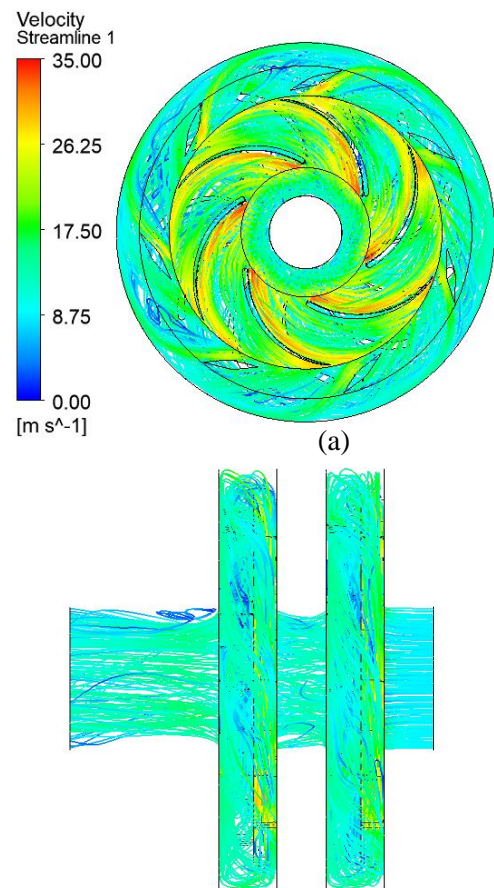 Velocity
Streamline 1
35.00
26.25
17.50
8.75
0.00
[m s^-1]
(a)